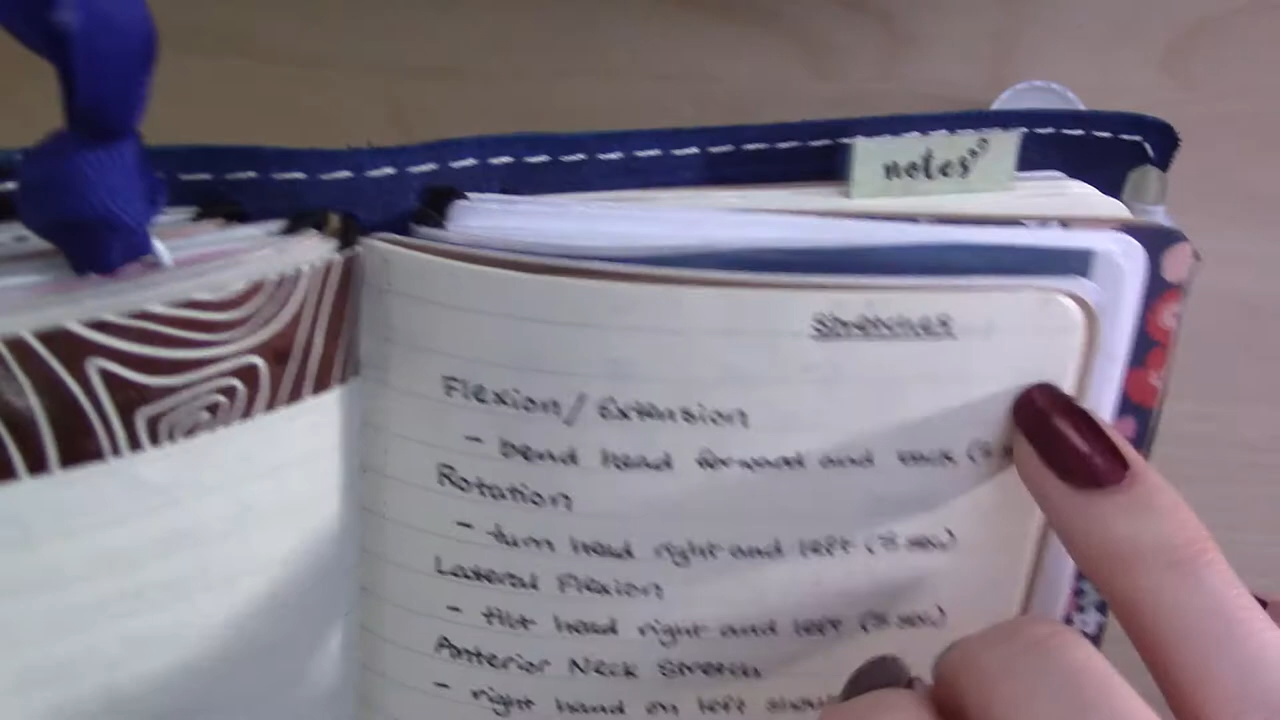 notes
Stretches
Flexion/Extension
- bend head forward and back
Rotation
- turn head right and left
Lateral Flexion
- tilt head right and left
Anterior Neck Stretch
- right hand on left